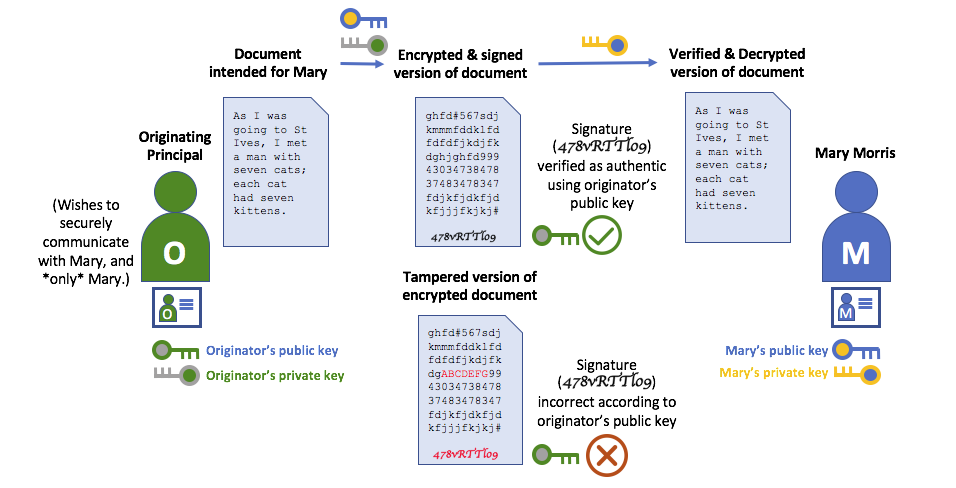 Document
intended for Mary
Encrypted & signed
version of document
Verified & Decrypted
version of document
Originating
Principal
(Wishes to
securely
communicate
with Mary, and
*only* Mary.)
O
O
As I was
going to St
Ives, I met
a man with
seven cats;
each cat
had seven
kittens.
ghfd#567sdj
kmmmfddklfd
fdfdfjkdjfk
dghjghfd999
43034738478
37483478347
fdjkfjdkfjd
kfjjjfkjkj#
478vRTTlo9
Signature
(478vRTTlo9)
verified as authentic
using originator's
public key
As I was
going to St
Ives, I met
a man with
seven cats;
each cat
had seven
kittens.
Mary Morris
M
M
Tampered version of
encrypted document
ghfd#567sdj
kmmmfddklfd
fdfdfjkdjfk
dgABCDEFG99
43034738478
37483478347
fdjkfjdkfjd
kfjjjfkjkj#
478vRTTlo9
Signature
(478vRTTlo9)
incorrect according to
originator's public key
Originator's public key
Originator's private key
Mary's public key
Mary's private key